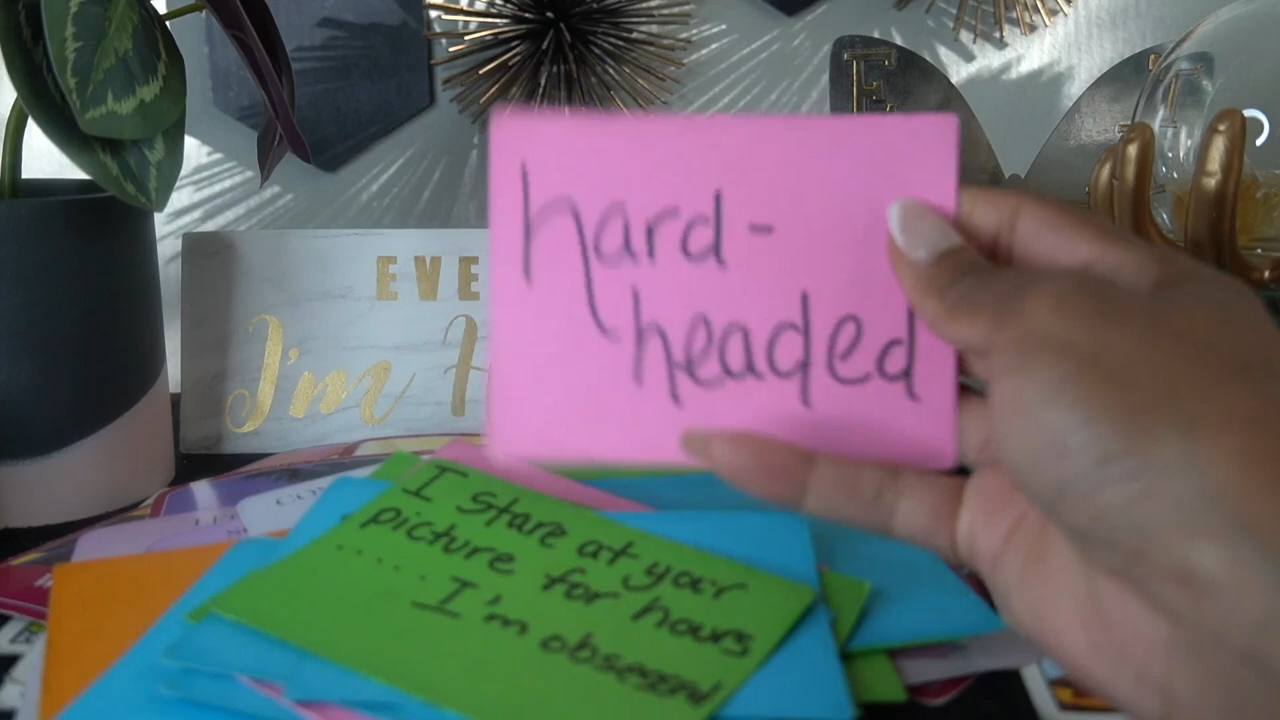 E
EVE
I'm
hard-
headed
I stare at your
picture for hours
..... I'm obsessed